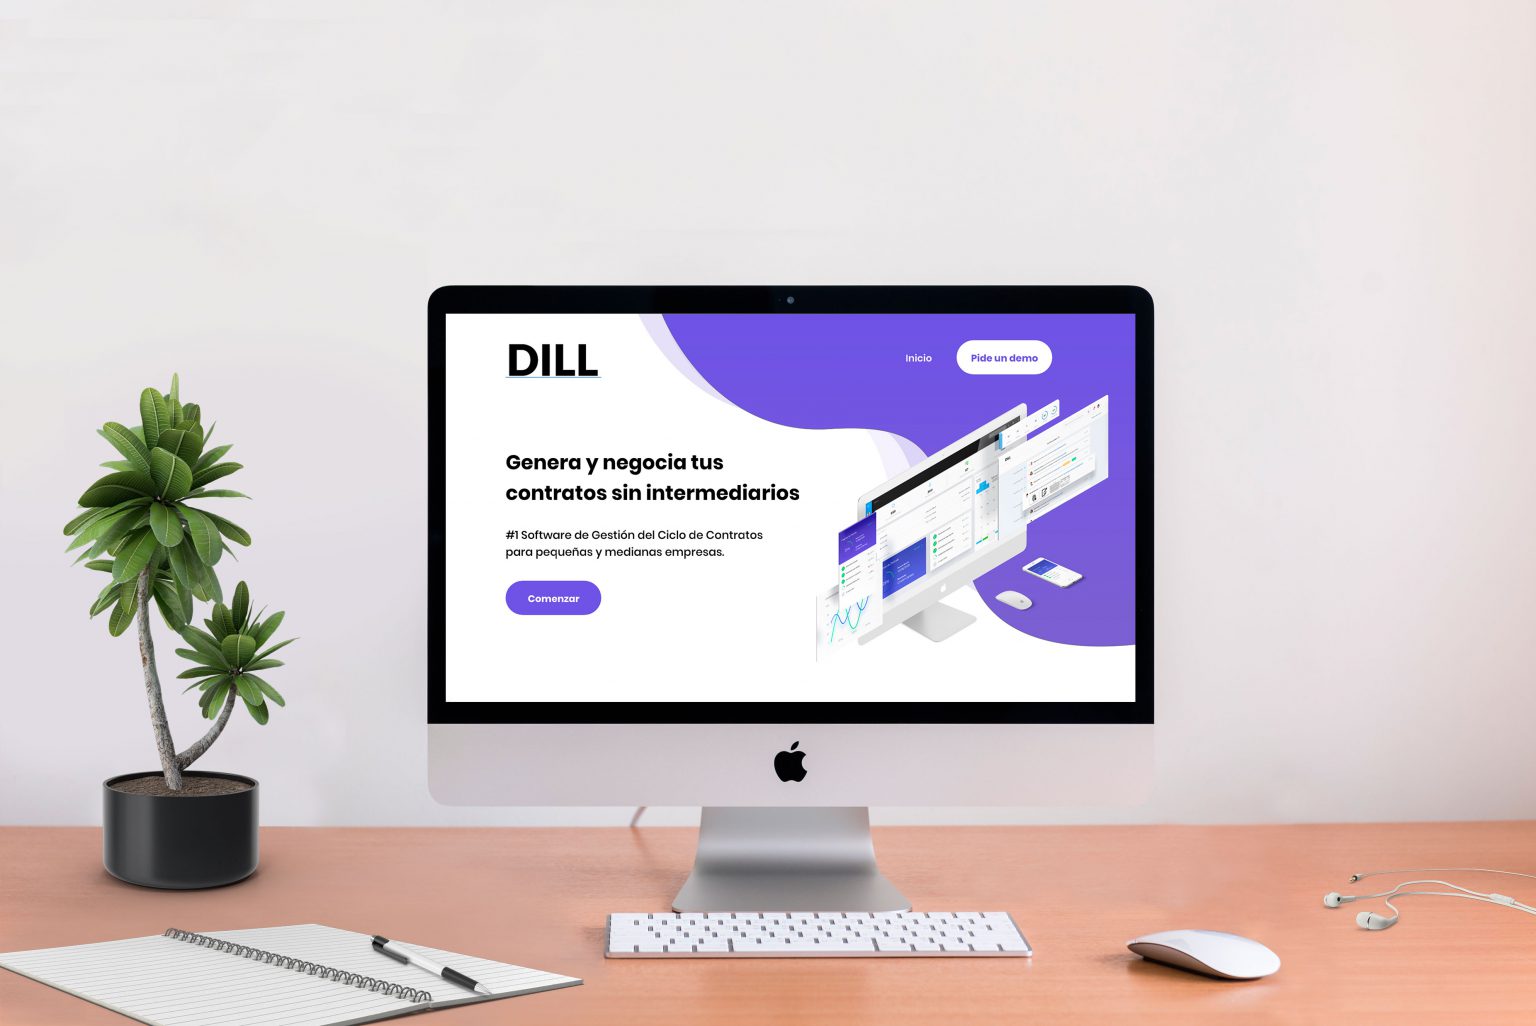 DILL
Inicio
Pide un demo
Genera y negocia tus
contratos sin intermediarios
#1 Software de Gestión del Ciclo de Contratos
para pequeñas y medianas empresas.
Comenzar